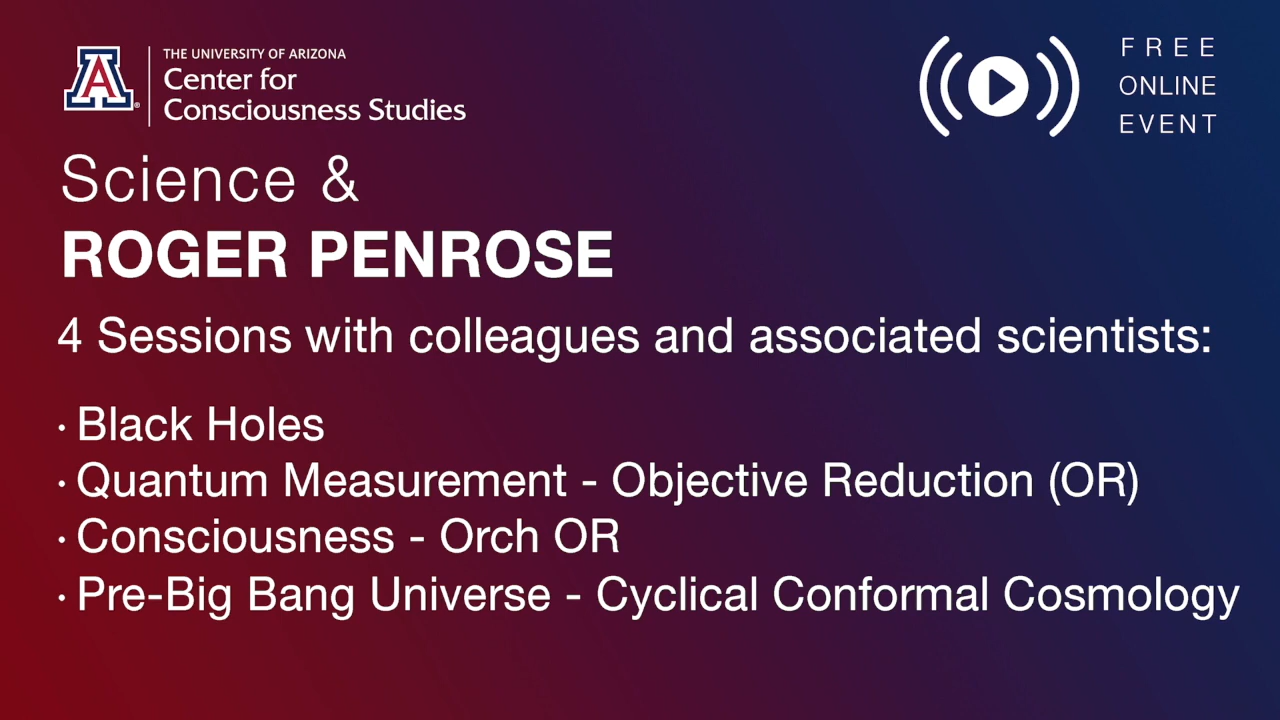 THE UNIVERSITY OF ARIZONA
Center for
Consciousness Studies
A
®
FREE
ONLINE
EVENT
Science &
ROGER PENROSE
4 Sessions with colleagues and associated scientists:
· Black Holes
· Quantum Measurement - Objective Reduction (OR)
· Consciousness - Orch OR
· Pre-Big Bang Universe - Cyclical Conformal Cosmology